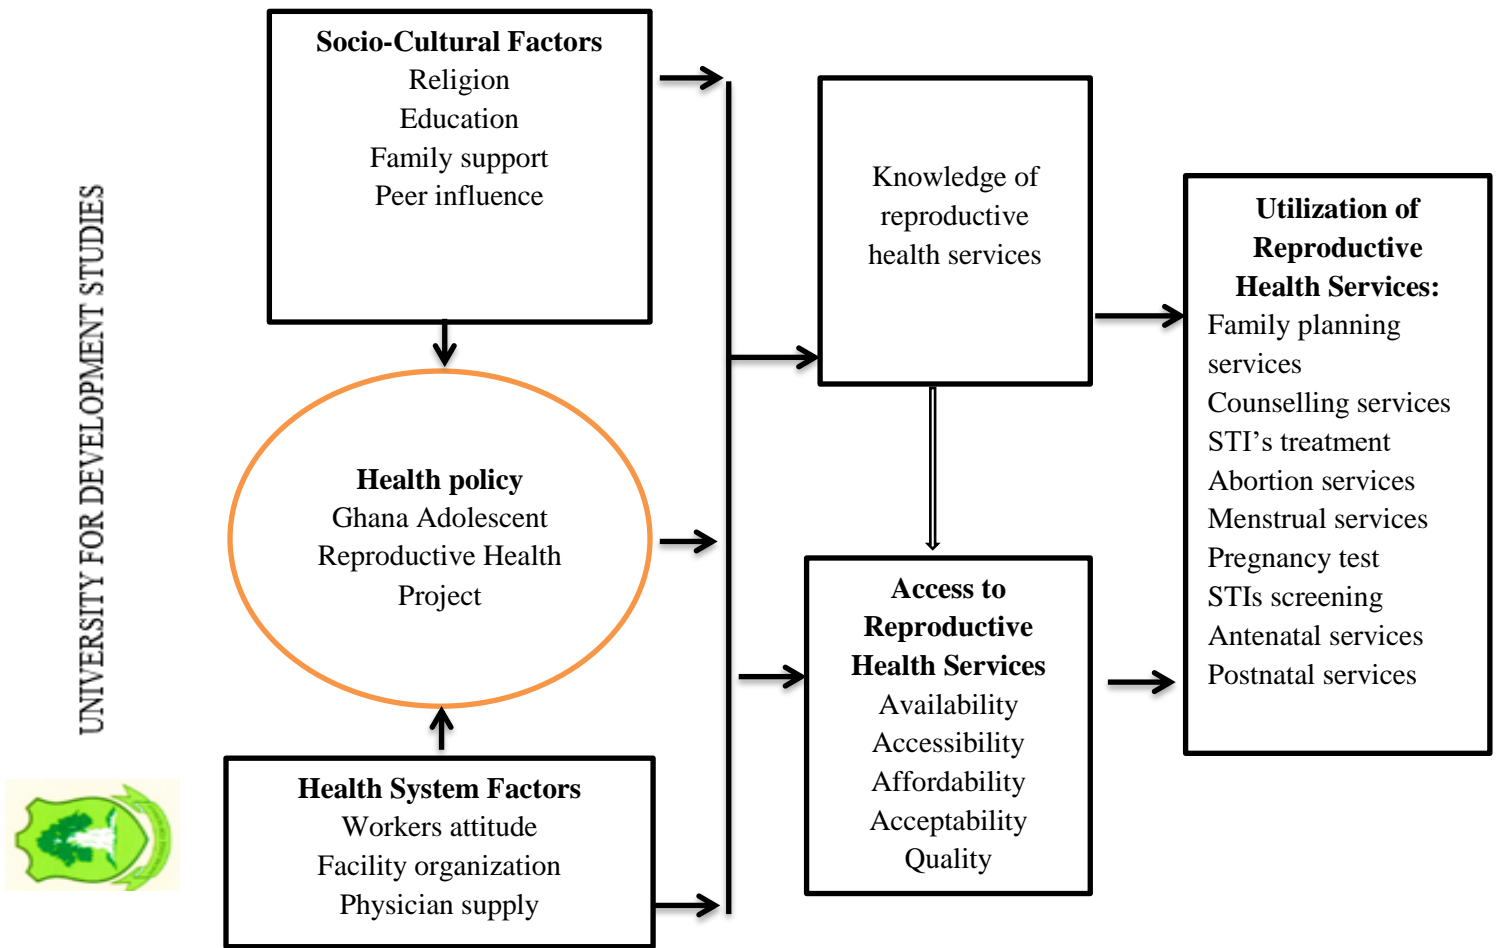 UNIVERSITY FOR DEVELOPMENT STUDIES
Socio-Cultural Factors
Religion
Education
Family support
Peer influence
Health policy
Ghana Adolescent
Reproductive Health
Project
Health System Factors
Workers attitude
Facility organization
Physician supply
Knowledge of
reproductive
health services
Access to
Reproductive
Health Services
Availability
Accessibility
Affordability
Acceptability
Quality
Utilization of
Reproductive
Health Services:
Family planning
services
Counselling services
STI’s treatment
Abortion services
Menstrual services
Pregnancy test
STIs screening
Antenatal services
Postnatal services